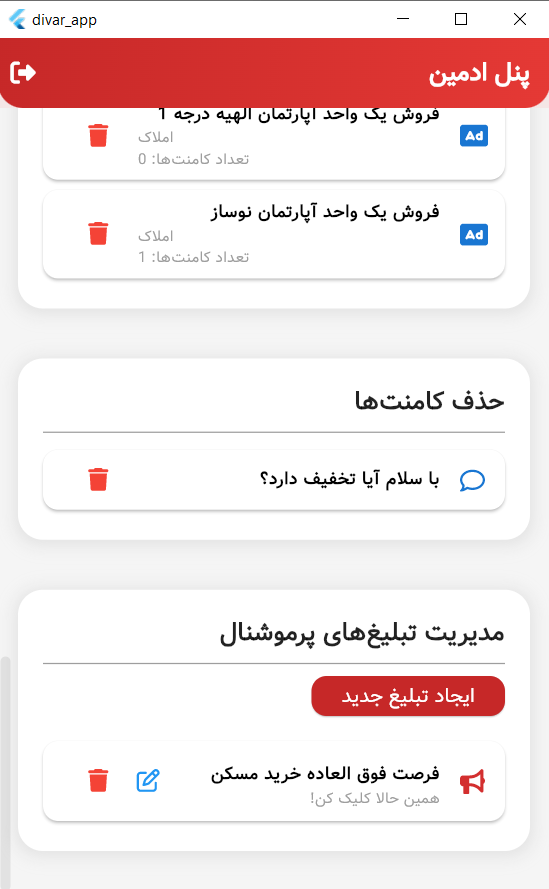 divar_app
پنل ادمین
فروش یک واحد آپارتمان الهیه درجه 1
املاک
تعداد کامنت‌ها: 0
Ad
فروش یک واحد آپارتمان نوساز
املاک
تعداد کامنت‌ها: 1
Ad
حذف کامنت‌ها
با سلام آیا تخفیف دارد؟
مدیریت تبلیغ‌های پرموشنال
ایجاد تبلیغ جدید
فرصت فوق العاده خرید مسکن
همین حالا کلیک کن!